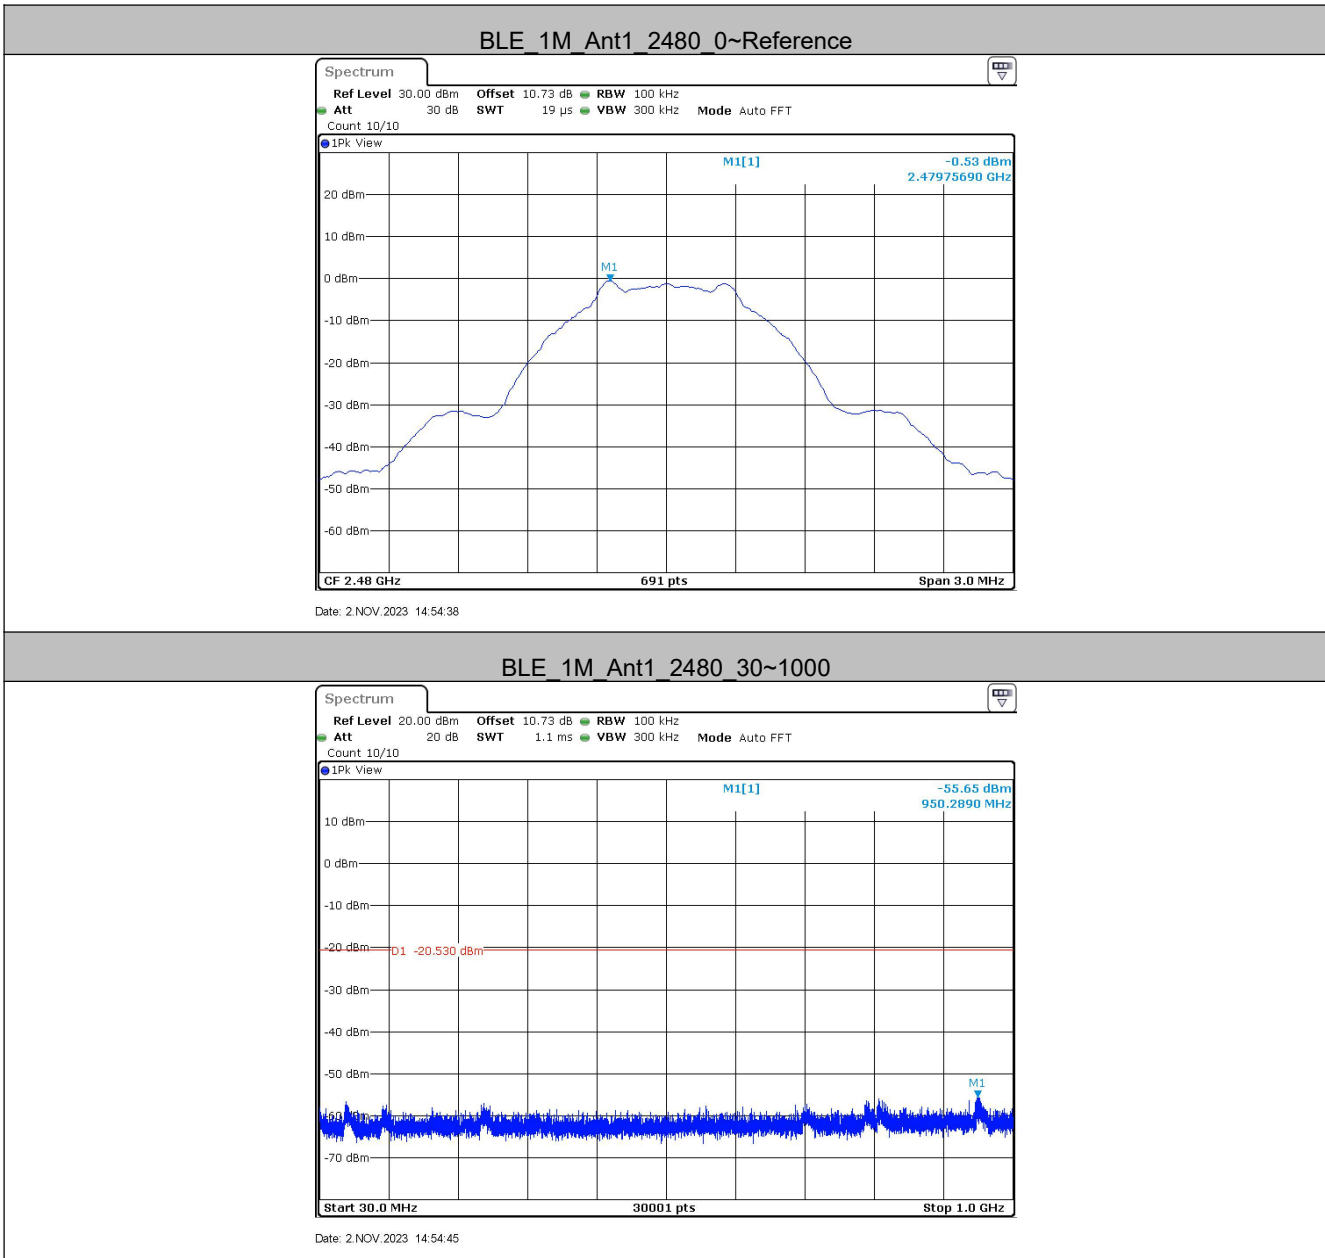 BLE_1M_Ant1_2480_0~Reference
Spectrum
Ref Level 30.00 dBm Offset 10.73 dB RBW 100 kHz
Att 30 dB SWT 19 µs VBW 300 kHz Mode Auto FFT
Count 10/10
1Pk View
M1[1] -0.53 dBm
2.47975690 GHz
20 dBm
10 dBm
M1
0 dBm
-10 dBm
-20 dBm
-30 dBm
-40 dBm
-50 dBm
-60 dBm
CF 2.48 GHz 691 pts Span 3.0 MHz
Date: 2.NOV.2023 14:54:38
BLE_1M_Ant1_2480_30~1000
Spectrum
Ref Level 20.00 dBm Offset 10.73 dB RBW 100 kHz
Att 20 dB SWT 1.1 ms VBW 300 kHz Mode Auto FFT
Count 10/10
1Pk View
M1[1] -55.65 dBm
950.2890 MHz
10 dBm
0 dBm
-10 dBm
-20 dBm
D1 -20.530 dBm
-30 dBm
-40 dBm
-50 dBm
M1
-70 dBm
Start 30.0 MHz 30001 pts Stop 1.0 GHz
Date: 2.NOV.2023 14:54:45